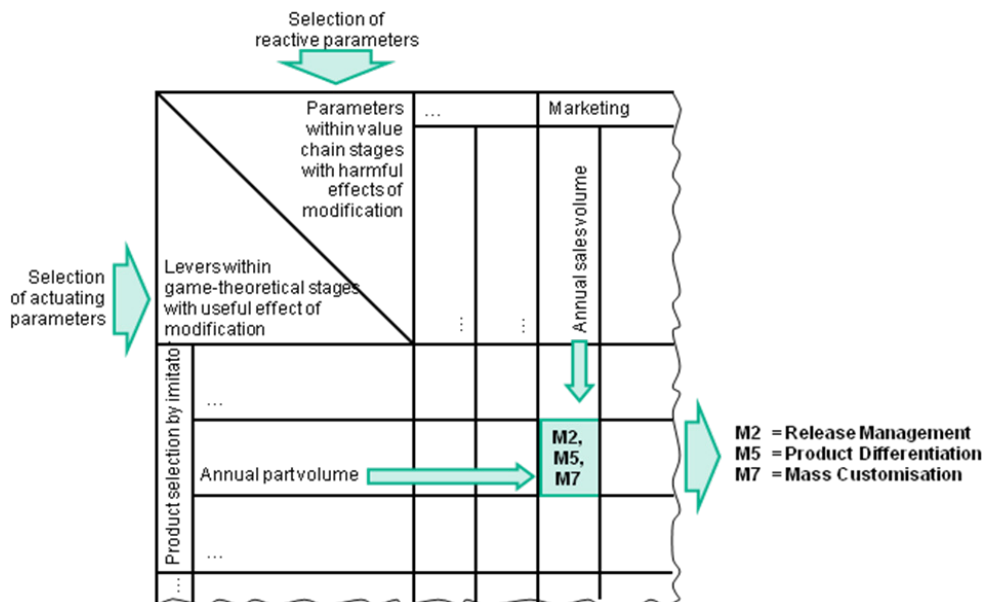 Selection of
reactive parameters
Parameters
within value
chain stages
with harmful
effects of
modification
...
Marketing
Annual sales volume
Selection
of actuating
parameters
Levers within
game-theoretical stages
with useful effect of
modification
...
...
Product selection by imitato
...
Annual part volume
...
...
M2,
M5,
M7
M2 = Release Management
M5 = Product Differentiation
M7 = Mass Customisation